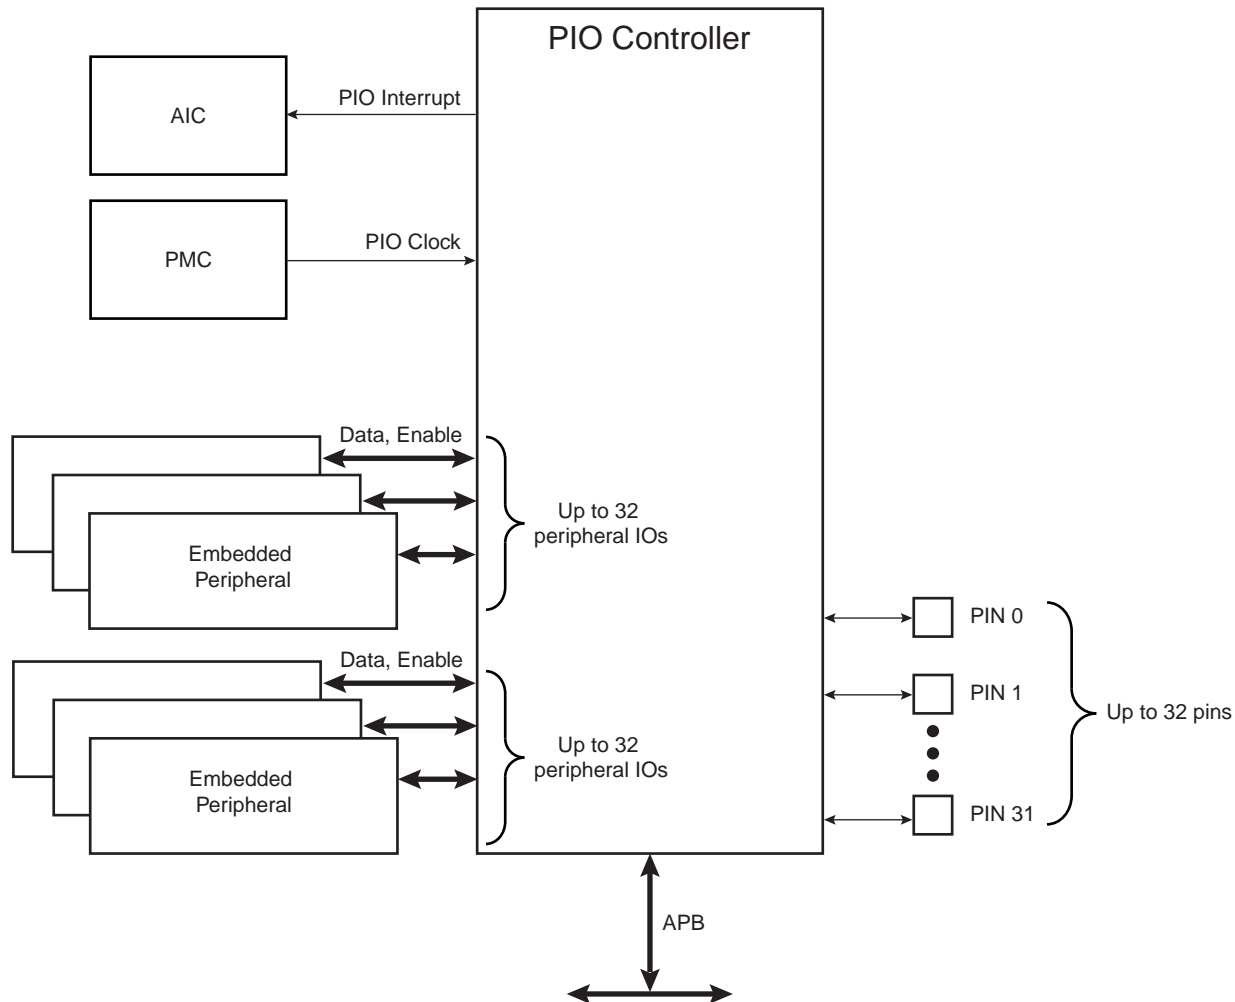 PIO Controller
PIO Interrupt
AIC
PIO Clock
PMC
Data, Enable
Up to 32
peripheral IOs
Embedded
Peripheral
PIN 0
Data, Enable
PIN 1
Up to 32 pins
Up to 32
peripheral IOs
Embedded
Peripheral
PIN 31
APB